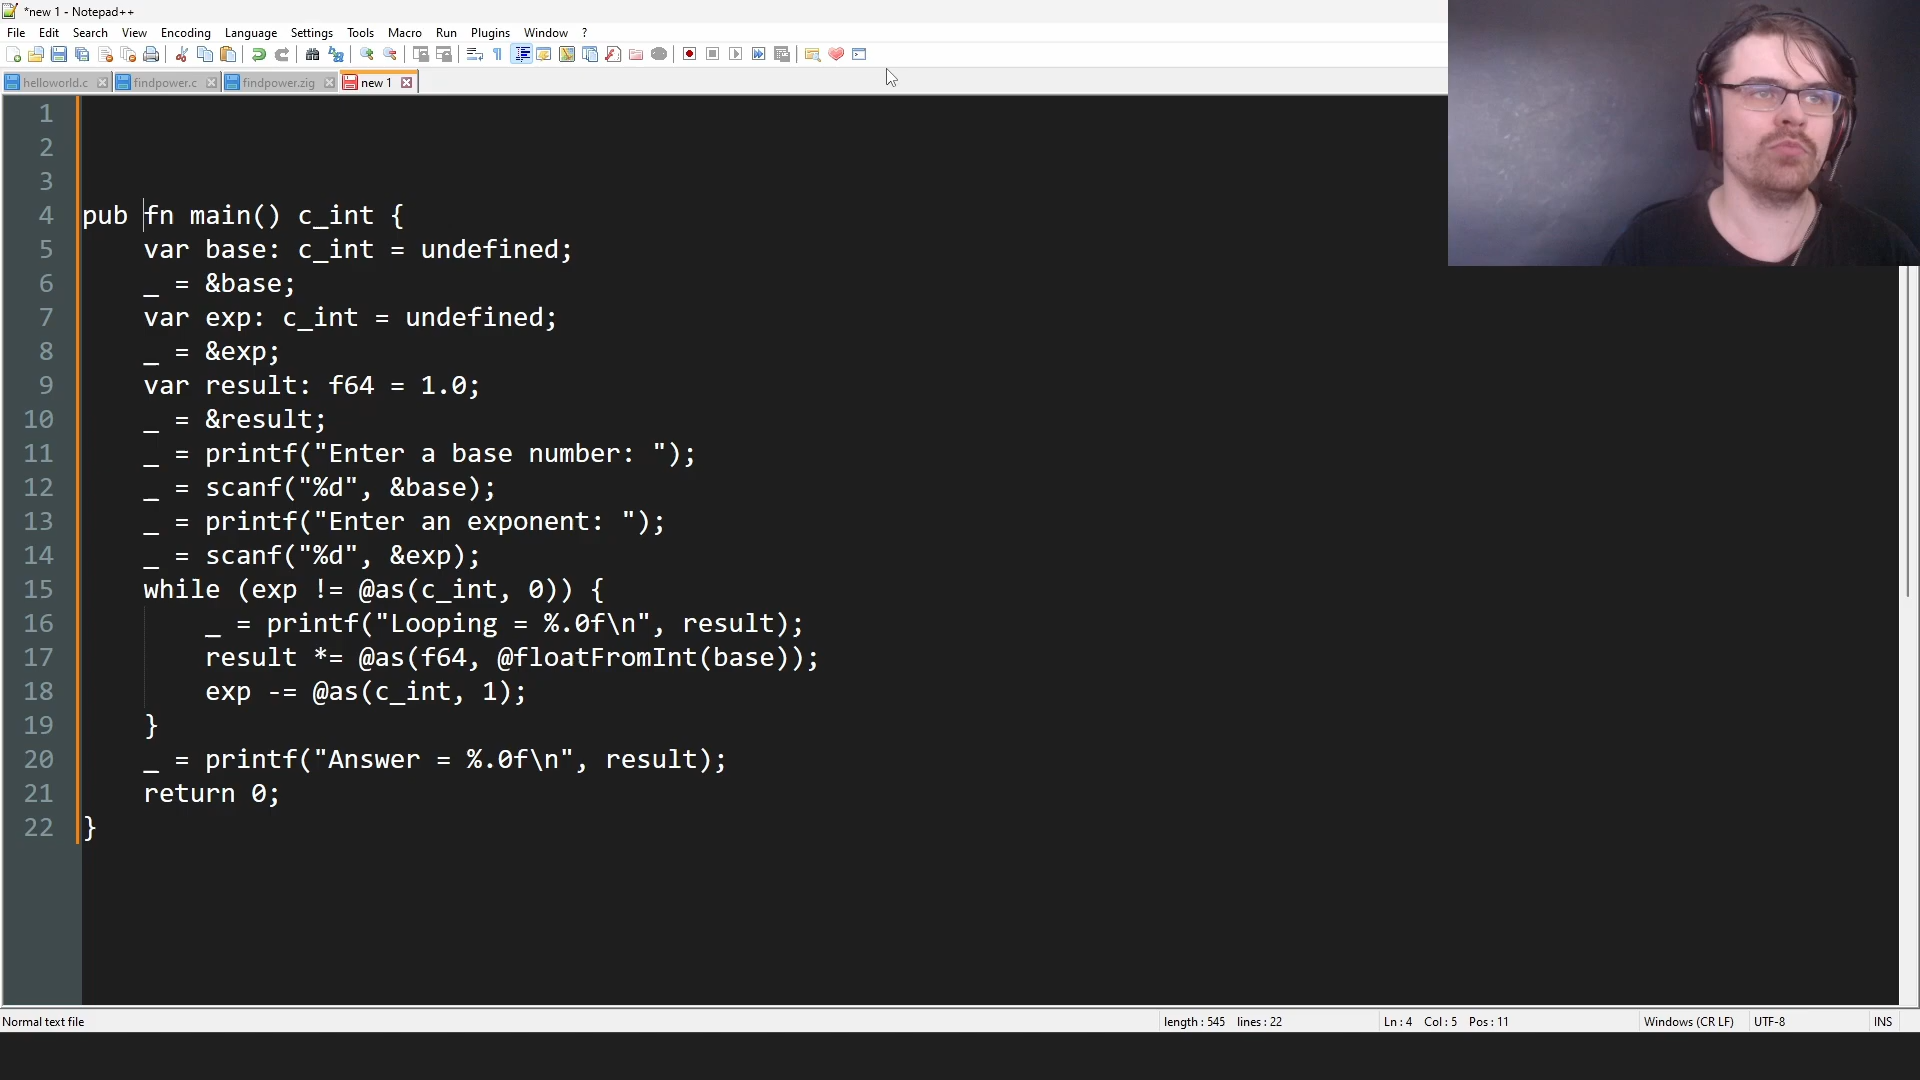 *new 1 - Notepad++
File Edit Search View Encoding Language Settings Tools Macro Run Plugins Window ?
helloworld.c findpower.c findpower.zig new 1
1
2
3
4 pub fn main() c_int {
5 var base: c_int = undefined;
6 _ = &base;
7 var exp: c_int = undefined;
8 _ = &exp;
9 var result: f64 = 1.0;
10 _ = &result;
11 _ = printf("Enter a base number: ");
12 _ = scanf("%d", &base);
13 _ = printf("Enter an exponent: ");
14 _ = scanf("%d", &exp);
15 while (exp != @as(c_int, 0)) {
16 _ = printf("Looping = %.0f\n", result);
17 result *= @as(f64, @floatFromInt(base));
18 exp -= @as(c_int, 1);
19 }
20 _ = printf("Answer = %.0f\n", result);
21 return 0;
22 }
Normal text file length : 545 lines : 22 Ln : 4 Col : 5 Pos : 11 Windows (CR LF) UTF-8 INS